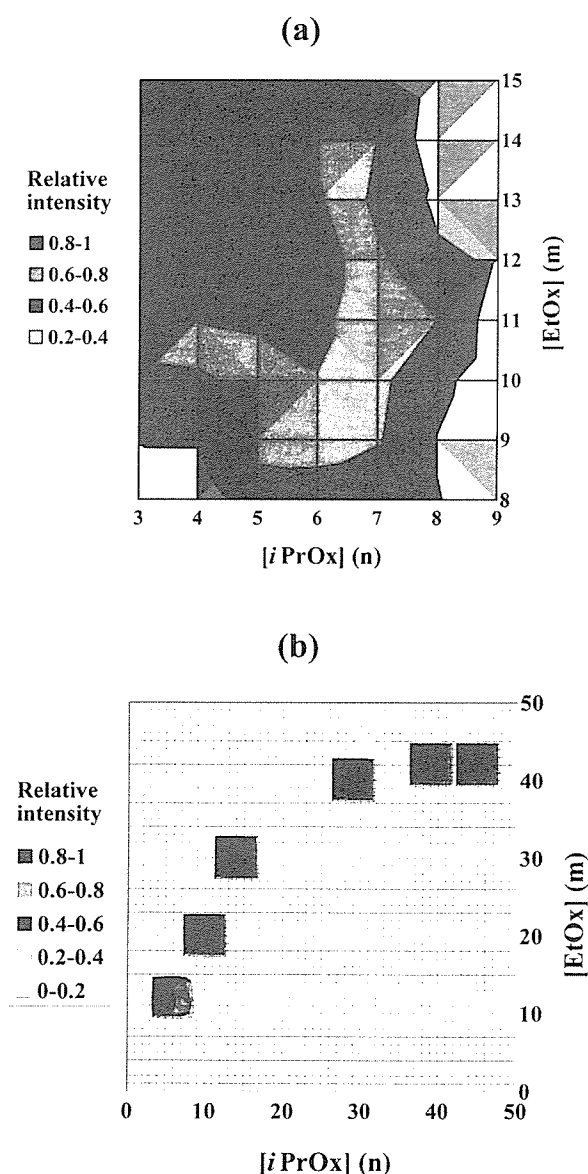 (a)
Relative
intensity
0.8-1
0.6-0.8
0.4-0.6
0.2-0.4
15
14
13
12
11
10
9
8
[EtOx] (m)
3 4 5 6 7 8 9
[iPrOx] (n)
(b)
Relative
intensity
0.8-1
0.6-0.8
0.4-0.6
0.2-0.4
0-0.2
50
40
30
20
10
0
[EtOx] (m)
0 10 20 30 40 50
[iPrOx] (n)